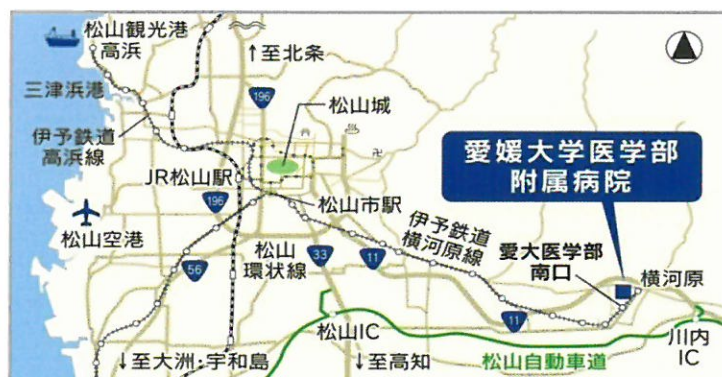 松山観光港
高浜
↑至北条
三津浜港
196
松山城
伊予鉄道
高浜線
愛媛大学医学部
附属病院
JR松山駅
196
松山市駅
伊予鉄道
横河原線
愛大医学部
南口
横河原
松山空港
松山
環状線
56
33
11
11
松山IC
川内
IC
↓至大洲・宇和島
↓至高知
松山自動車道